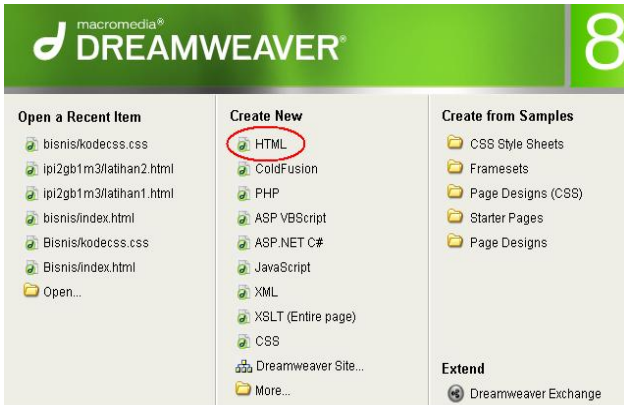 macromedia®
DREAMWEAVER®
8
Open a Recent Item
bisnis/kodecss.css
ipi2gb1m3/latihan2.html
ipi2gb1m3/latihan1.html
bisnis/index.html
Bisnis/kodecss.css
Bisnis/index.html
Open...
Create New
HTML
ColdFusion
PHP
ASP VBScript
ASP.NET C#
JavaScript
XML
XSLT (Entire page)
CSS
Dreamweaver Site...
More...
Create from Samples
CSS Style Sheets
Framesets
Page Designs (CSS)
Starter Pages
Page Designs
Extend
Dreamweaver Exchange